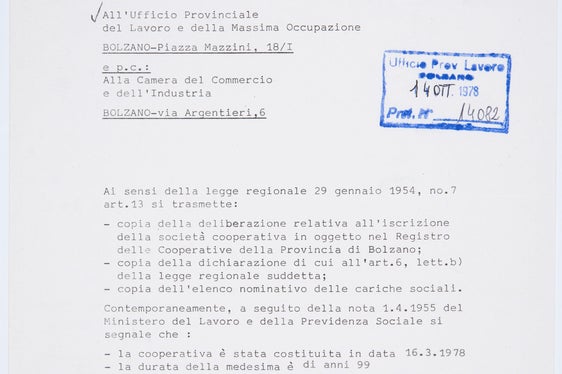 All'Ufficio Provinciale
del Lavoro e della Massima Occupazione
BOLZANO-Piazza Mazzini, 18/I
e p.c.:
Alla Camera del Commercio
e dell'Industria
BOLZANO-via Argentieri,6
Ufficio Prov Lavoro
BOLZANO
14 OTT. 1978
Prot. N° 14082
Ai sensi della legge regionale 29 gennaio 1954, no.7
art.13 si trasmette:
- copia della deliberazione relativa all'iscrizione
della società cooperativa in oggetto nel Registro
delle Cooperative della Provincia di Bolzano;
- copia della dichiarazione di cui all'art.6, lett.b)
della legge regionale suddetta;
- copia dell'elenco nominativo delle cariche sociali.
Contemporaneamente, a seguito della nota 1.4.1955 del
Ministero del Lavoro e della Previdenza Sociale si
segnale che :
- la cooperativa è stata costituita in data 16.3.1978
- la durata della medesima è di anni 99